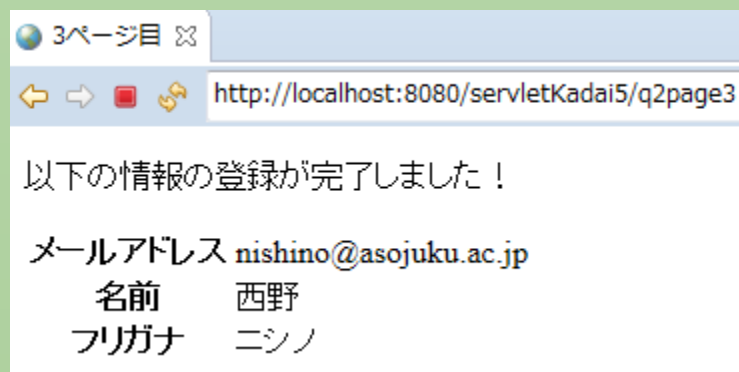 3ページ目
http://localhost:8080/servletKadai5/q2page3
以下の情報の登録が完了しました！
メールアドレス nishino@asojuku.ac.jp
名前 西野
フリガナ ニシノ